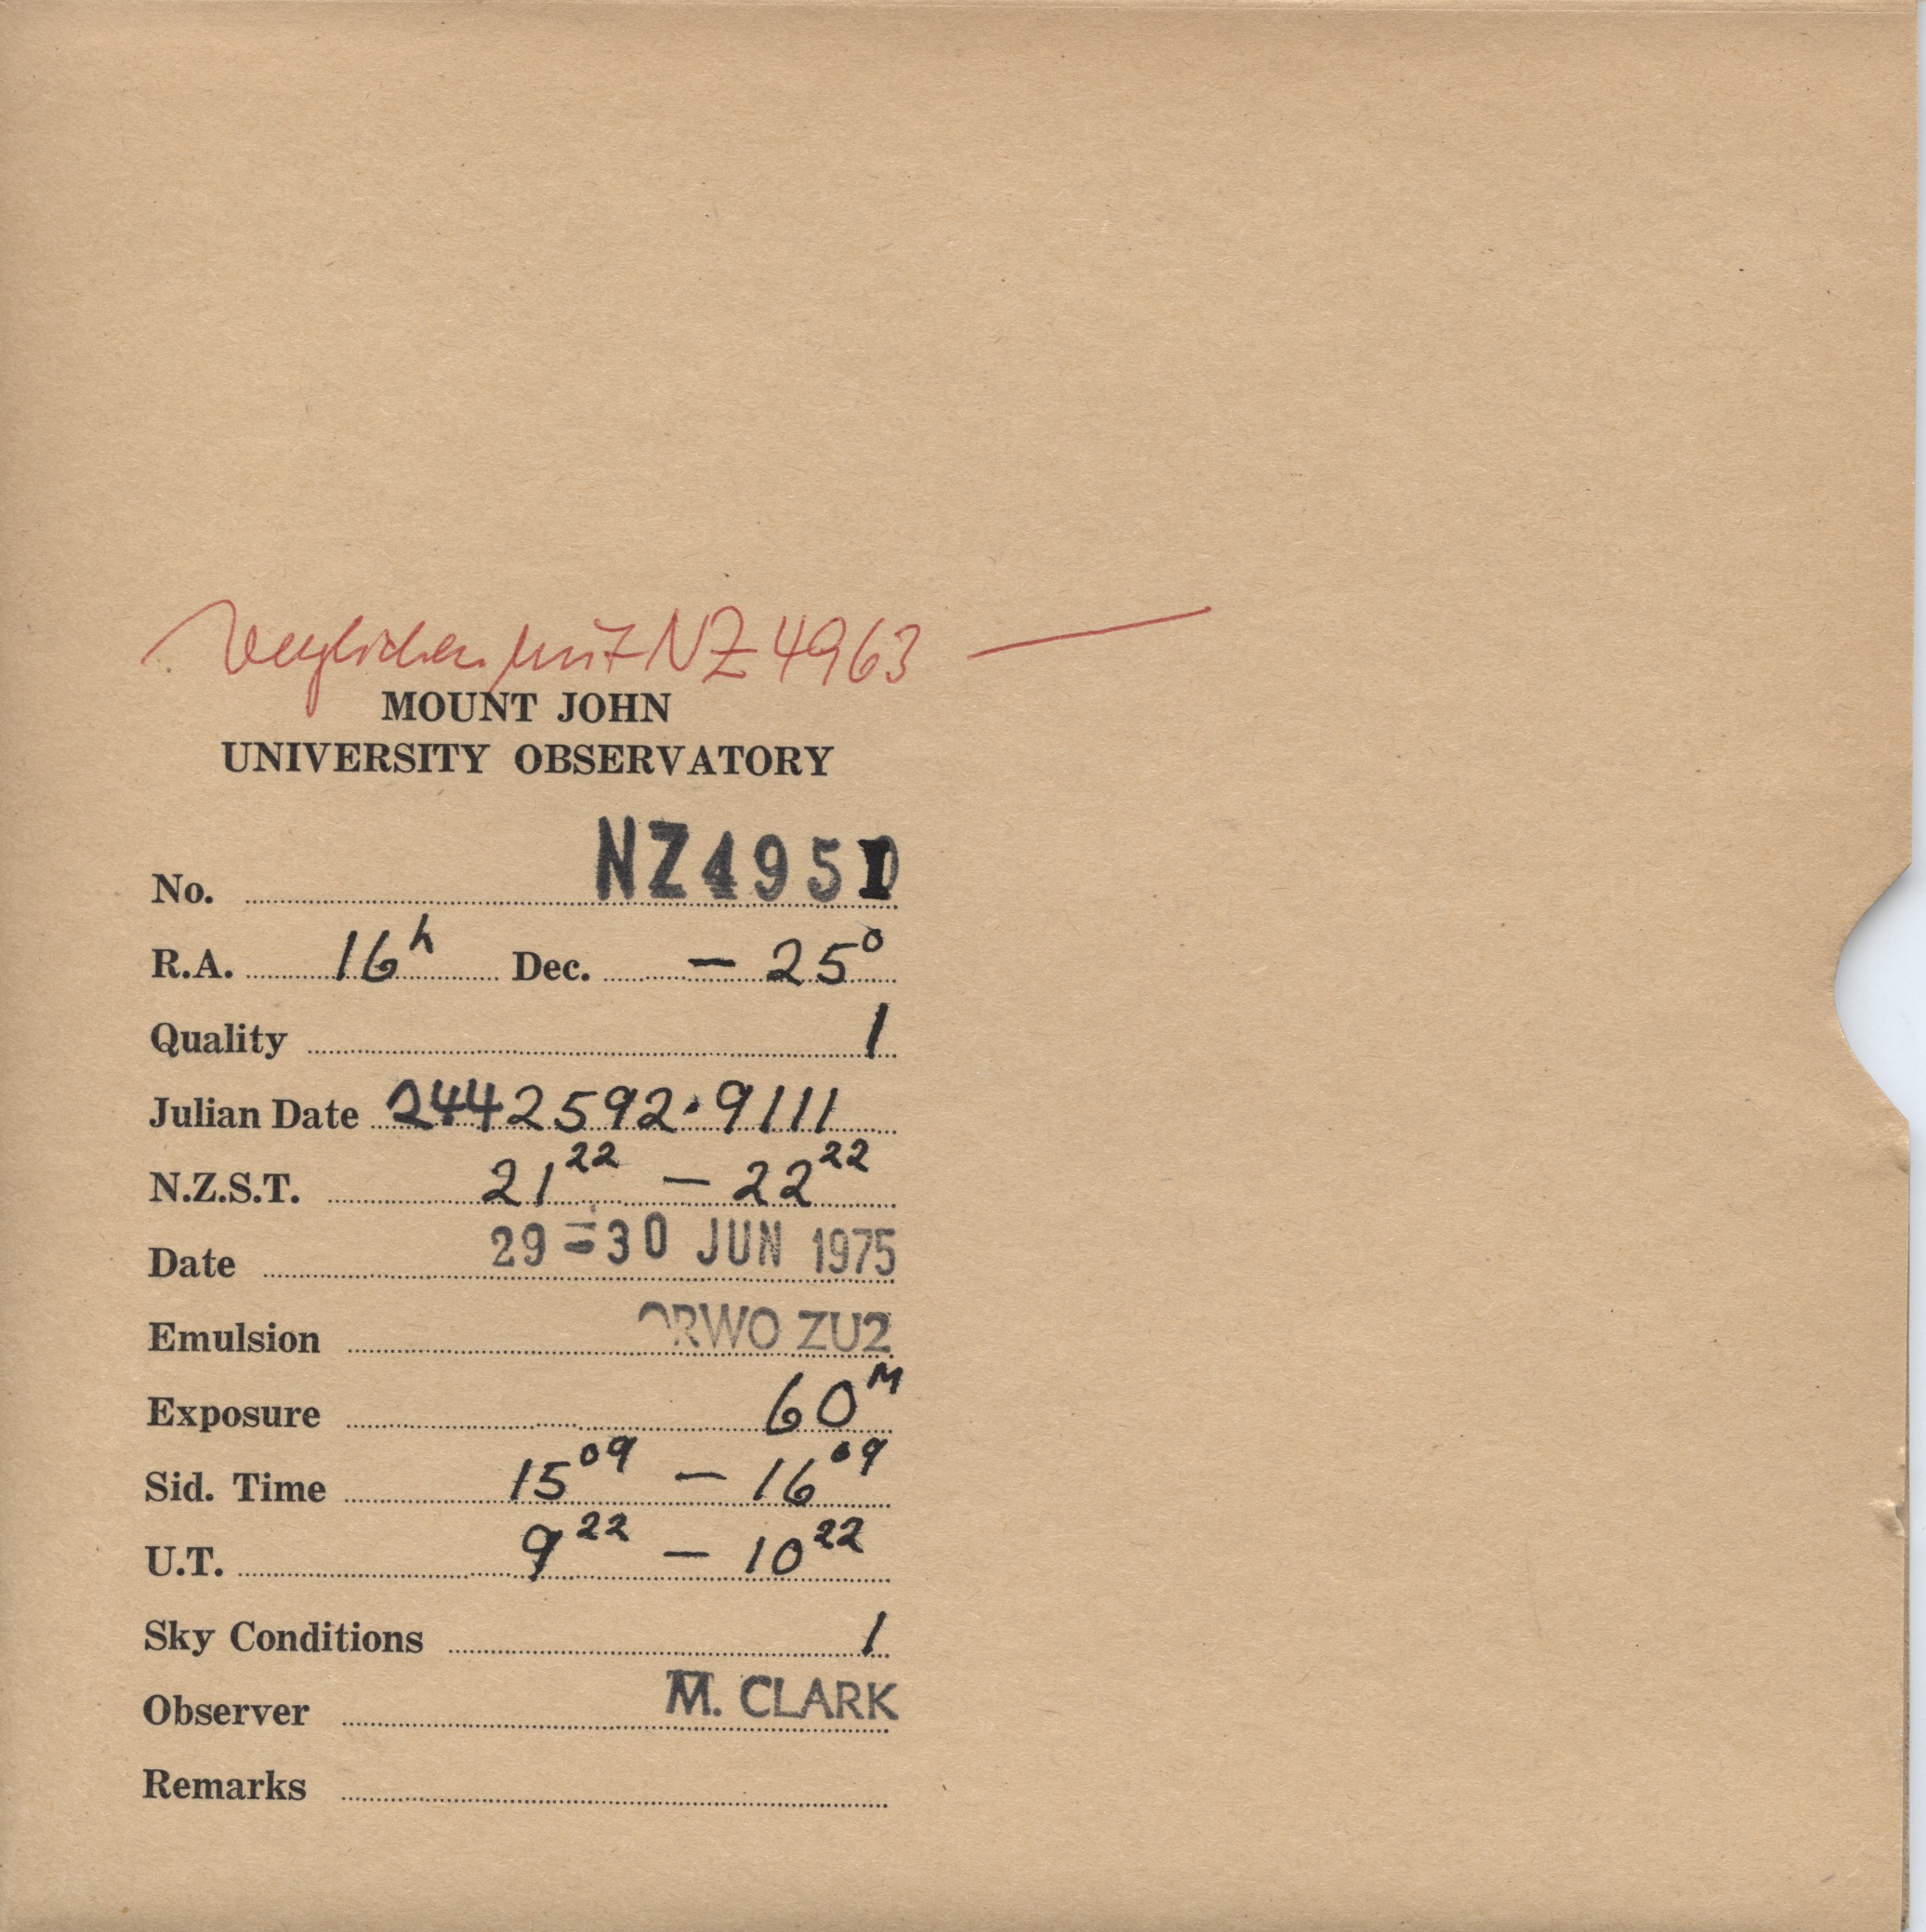 verglichen mit NZ 4963 —
MOUNT JOHN
UNIVERSITY OBSERVATORY
No. NZ4951
R.A. 16h Dec. - 25°
Quality 1
Julian Date 2442592.9111
N.Z.S.T. 21 22 - 22 22
Date 29-30 JUN 1975
Emulsion ORWO ZU2
Exposure 60M
Sid. Time 15 09 - 16 09
U.T. 9 22 - 10 22
Sky Conditions 1
Observer M. CLARK
Remarks